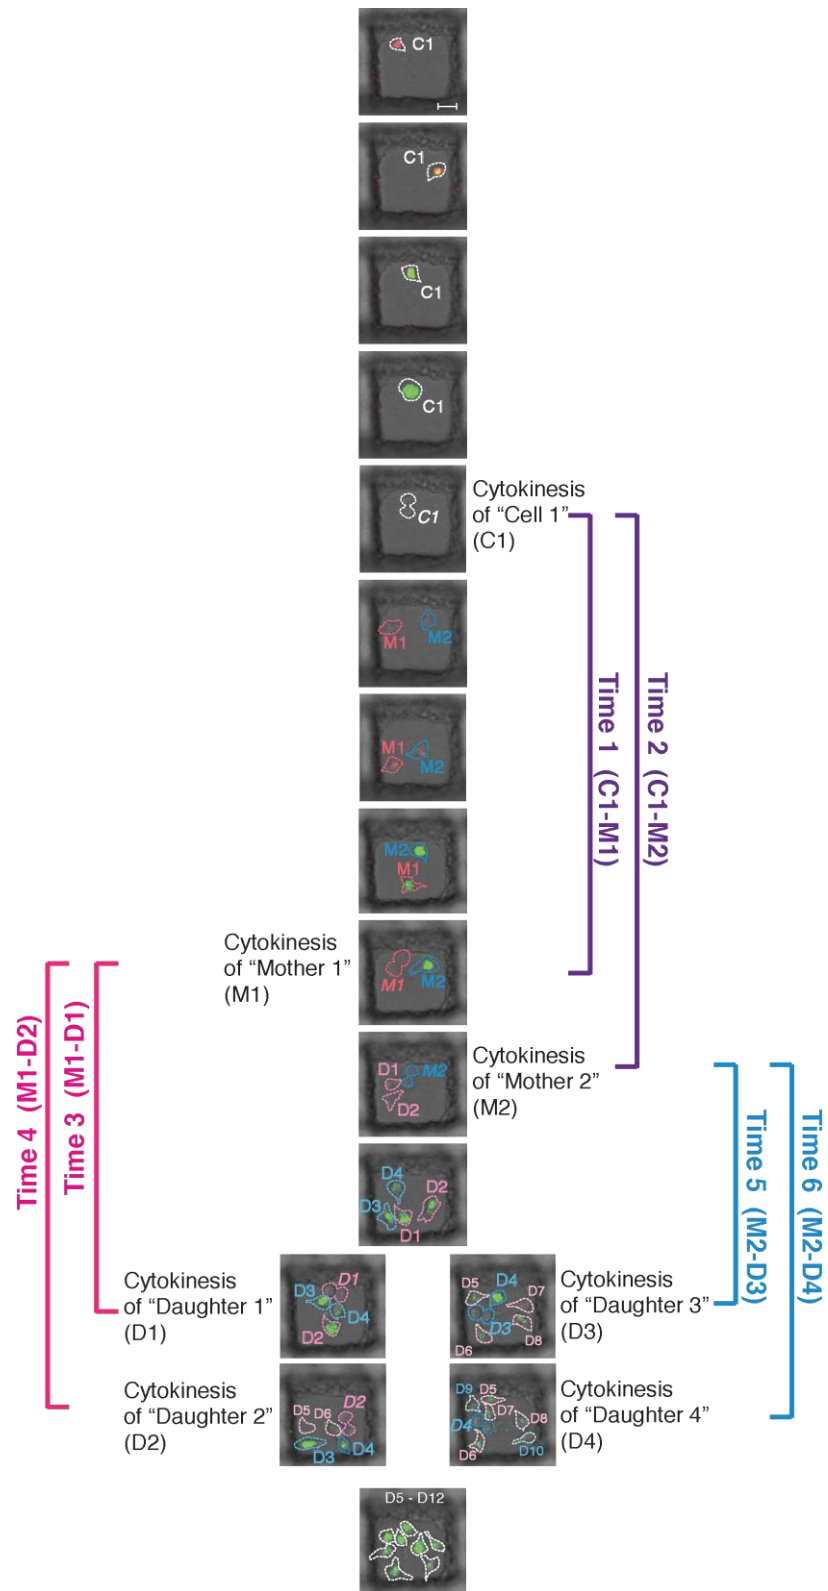 C1
C1
C1
C1
C1
Cytokinesis
of “Cell 1”
(C1)
M1
M2
M1
M2
M2
M1
Time 1 (C1-M1)
Time 2 (C1-M2)
Cytokinesis
of “Mother 1”
(M1)
M1
M2
D1
M2
D2
Cytokinesis
of “Mother 2”
(M2)
Time 4 (M1-D2)
Time 3 (M1-D1)
D4
D2
D3
D1
Time 5 (M2-D3)
Time 6 (M2-D4)
Cytokinesis
of “Daughter 1”
(D1)
D1
D3
D4
D2
D5
D4
D7
D3
D8
D6
Cytokinesis
of “Daughter 3”
(D3)
Cytokinesis
of “Daughter 2”
(D2)
D2
D5
D6
D3
D4
D9
D5
D7
D8
D4
D6
D10
Cytokinesis
of “Daughter 4”
(D4)
D5 - D12